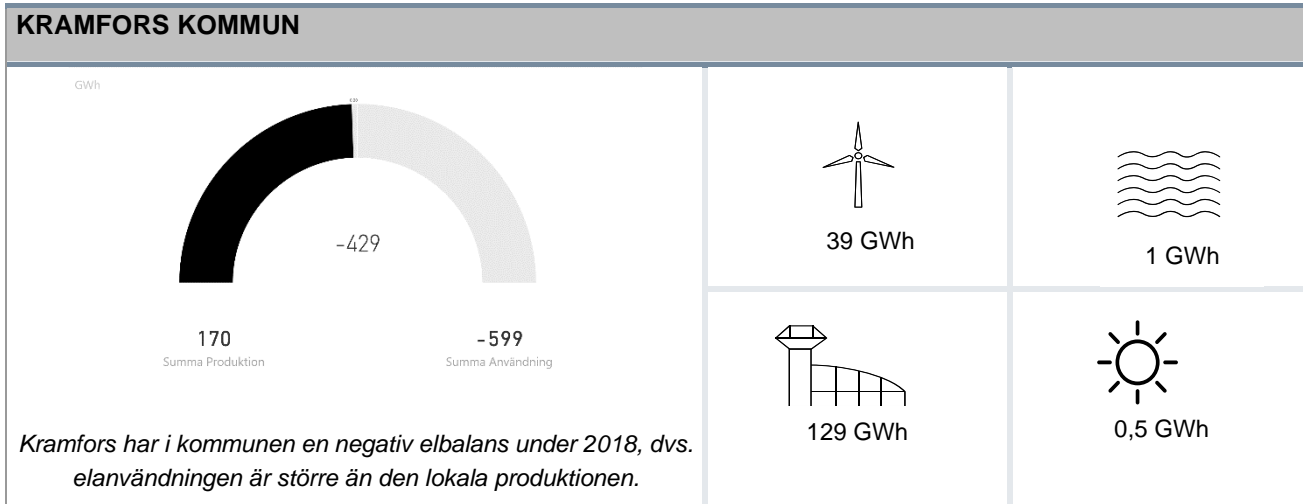 KRAMFORS KOMMUN
GWh
-429
170
Summa Produktion
-599
Summa Användning
Kramfors har i kommunen en negativ elbalans under 2018, dvs.
elanvändningen är större än den lokala produktionen.
39 GWh
1 GWh
129 GWh
0,5 GWh